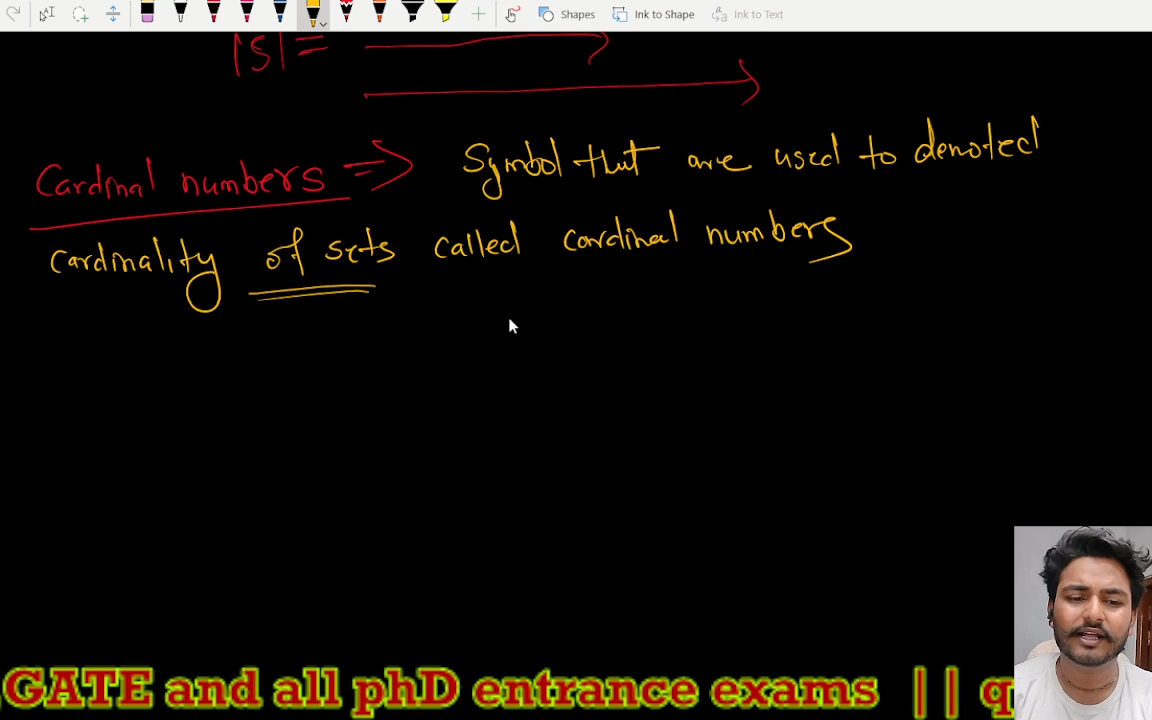 Shapes Ink to Shape Ink to Text
|S| =
Cardinal numbers => Symbol that are used to denoted
cardinality of sets called cardinal numbers
GATE and all phD entrance exams || q